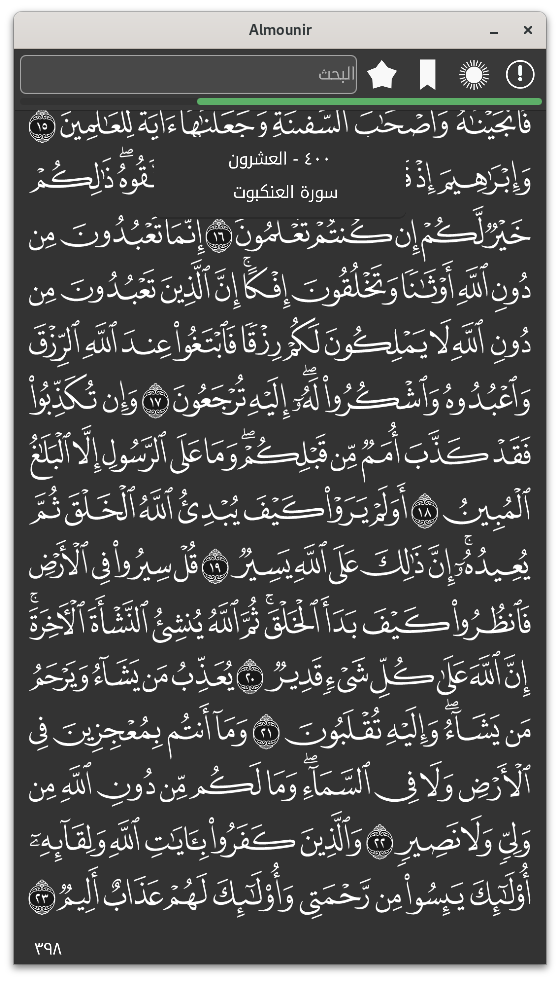 Almounir
البحث
فَأَنجَيْنَٰهُ وَأَصْحَٰبَ ٱلسَّفِينَةِ وَجَعَلْنَٰهَآ ءَايَةً لِّلْعَٰلَمِينَ ١٥
٤٠٠ - العشرون
وَإِبْرَٰهِيمَ إِذْ قَ‍ ‍تَّقُوهُ ۖ ذَٰلِكُمْ
سورة العنكبوت
خَيْرٌ لَّكُمْ إِن كُنتُمْ تَعْلَمُونَ ١٦ إِنَّمَا تَعْبُدُونَ مِن
دُونِ ٱللَّهِ أَوْثَٰنًا وَتَخْلُقُونَ إِفْكًا ۚ إِنَّ ٱلَّذِينَ تَعْبُدُونَ مِن
دُونِ ٱللَّهِ لَا يَمْلِكُونَ لَكُمْ رِزْقًا فَٱبْتَغُوا۟ عِندَ ٱللَّهِ ٱلرِّزْقَ
وَٱعْبُدُوهُ وَٱشْكُرُوا۟ لَهُۥٓ ۖ إِلَيْهِ تُرْجَعُونَ ١٧ وَإِن تُكَذِّبُوا۟
فَقَدْ كَذَّبَ أُمَمٌ مِّن قَبْلِكُمْ ۖ وَمَا عَلَى ٱلرَّسُولِ إِلَّا ٱلْبَلَٰغُ
ٱلْمُبِينُ ١٨ أَوَلَمْ يَرَوْا۟ كَيْفَ يُبْدِئُ ٱللَّهُ ٱلْخَلْقَ ثُمَّ
يُعِيدُهُۥٓ ۚ إِنَّ ذَٰلِكَ عَلَى ٱللَّهِ يَسِيرٌ ١٩ قُلْ سِيرُوا۟ فِى ٱلْأَرْضِ
فَٱنظُرُوا۟ كَيْفَ بَدَأَ ٱلْخَلْقَ ۚ ثُمَّ ٱللَّهُ يُنشِئُ ٱلنَّشْأَةَ ٱلْـَٔاخِرَةَ ۚ
إِنَّ ٱللَّهَ عَلَىٰ كُلِّ شَىْءٍ قَدِيرٌ ٢٠ يُعَذِّبُ مَن يَشَآءُ وَيَرْحَمُ
مَن يَشَآءُ ۖ وَإِلَيْهِ تُقْلَبُونَ ٢١ وَمَآ أَنتُم بِمُعْجِزِينَ فِى
ٱلْأَرْضِ وَلَا فِى ٱلسَّمَآءِ ۖ وَمَا لَكُم مِّن دُونِ ٱللَّهِ مِن
وَلِىٍّ وَلَا نَصِيرٍ ٢٢ وَٱلَّذِينَ كَفَرُوا۟ بِـَٔايَٰتِ ٱللَّهِ وَلِقَآئِهِۦٓ
أُو۟لَٰٓئِكَ يَئِسُوا۟ مِن رَّحْمَتِى وَأُو۟لَٰٓئِكَ لَهُمْ عَذَابٌ أَلِيمٌ ٢٣
٣٩٨